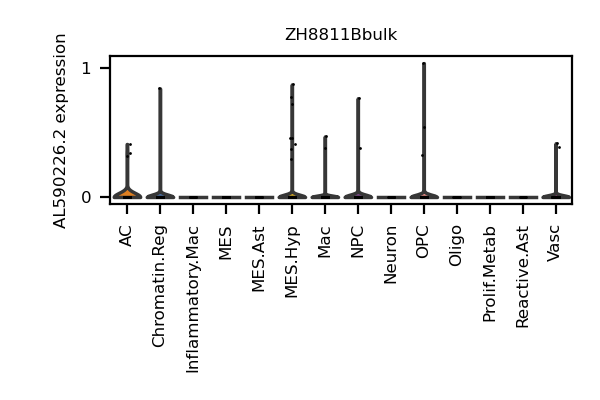 ZH8811Bbulk
AL590226.2 expression
1
0
AC
Chromatin.Reg
Inflammatory.Mac
MES
MES.Ast
MES.Hyp
Mac
NPC
Neuron
OPC
Oligo
Prolif.Metab
Reactive.Ast
Vasc